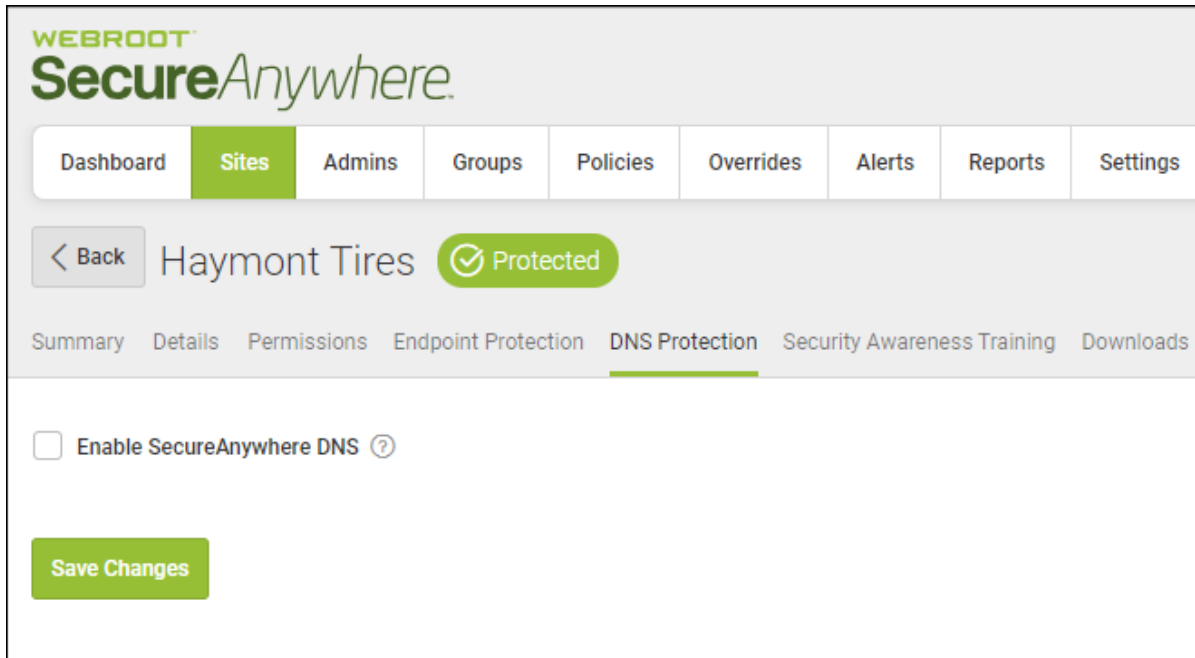 WEBROOT
SecureAnywhere™
Dashboard Sites Admins Groups Policies Overrides Alerts Reports Settings
Back Haymont Tires Protected
Summary Details Permissions Endpoint Protection DNS Protection Security Awareness Training Downloads
Enable SecureAnywhere DNS ?
Save Changes